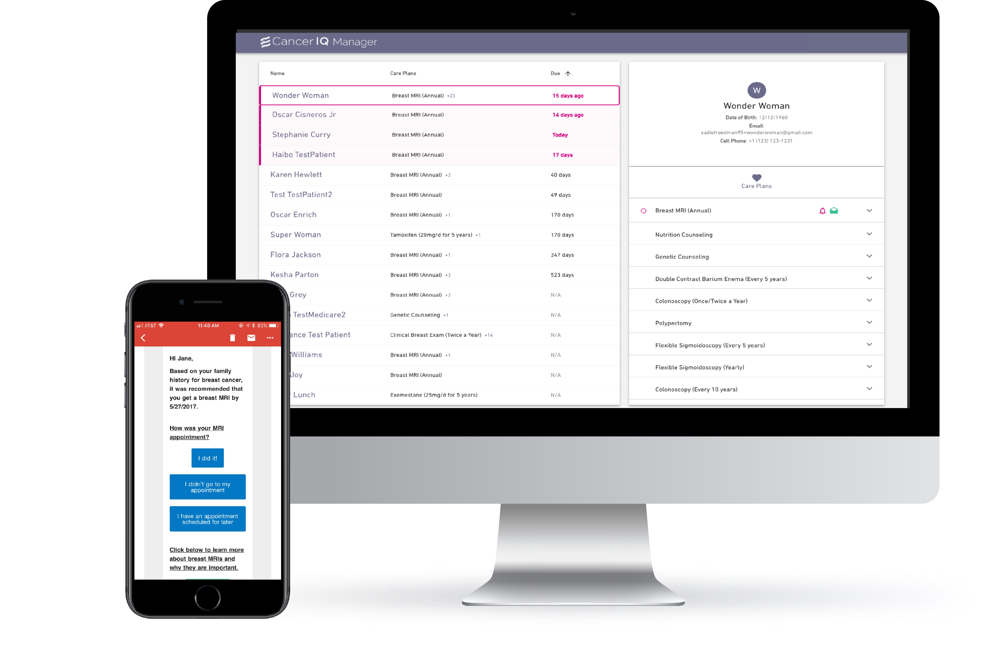 CancerIQ Manager
Name Care Plans Due
Wonder Woman Breast MRI (Annual) +23 15 days ago
Oscar Cisneros Jr Breast MRI (Annual) 14 days ago
Stephanie Curry Breast MRI (Annual) Today
Haibo TestPatient Breast MRI (Annual) 17 days
Karen Hewlett Breast MRI (Annual) +3 40 days
Test TestPatient2 Breast MRI (Annual) 49 days
Oscar Enrich Breast MRI (Annual) +1 170 days
Super Woman Tamoxifen (20mg/d for 5 years) +1 170 days
Flora Jackson Breast MRI (Annual) +1 347 days
Kesha Parton Breast MRI (Annual) +3 523 days
Grey Breast MRI (Annual) +2 N/A
TestMedicare2 Genetic Counseling +1 N/A
ance Test Patient Clinical Breast Exam (Twice a Year) +14 N/A
Williams Breast MRI (Annual) +1 N/A
Joy Breast MRI (Annual) N/A
Lunch Exemestane (25mg/d for 5 years) N/A
W
Wonder Woman
Date of Birth: 12/12/1960
Email:
sadiefreedman95+wonderwoman@gmail.com
Cell Phone: +1 (123) 123-1231
Care Plans
Breast MRI (Annual)
Nutrition Counseling
Genetic Counseling
Double Contrast Barium Enema (Every 5 years)
Colonoscopy (Once/Twice a Year)
Polypectomy
Flexible Sigmoidoscopy (Every 5 years)
Flexible Sigmoidoscopy (Yearly)
Colonoscopy (Every 10 years)
AT&T 11:40 AM 83%
Hi Jane,
Based on your family
history for breast cancer,
it was recommended that
you get a breast MRI by
5/27/2017.
How was your MRI
appointment?
I did it!
I didn't go to my
appointment
I have an appointment
scheduled for later
Click below to learn more
about breast MRIs and
why they are important.